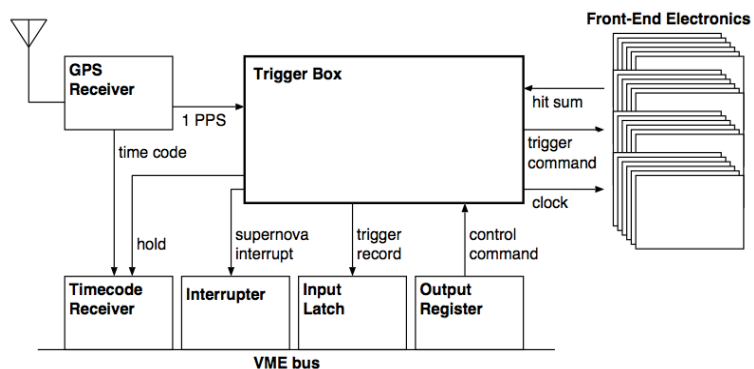 Front-End Electronics
GPS
Receiver
Trigger Box
1 PPS
hit sum
trigger
command
clock
time code
hold
supernova
interrupt
trigger
record
control
command
Timecode
Receiver
Interrupter
Input
Latch
Output
Register
VME bus